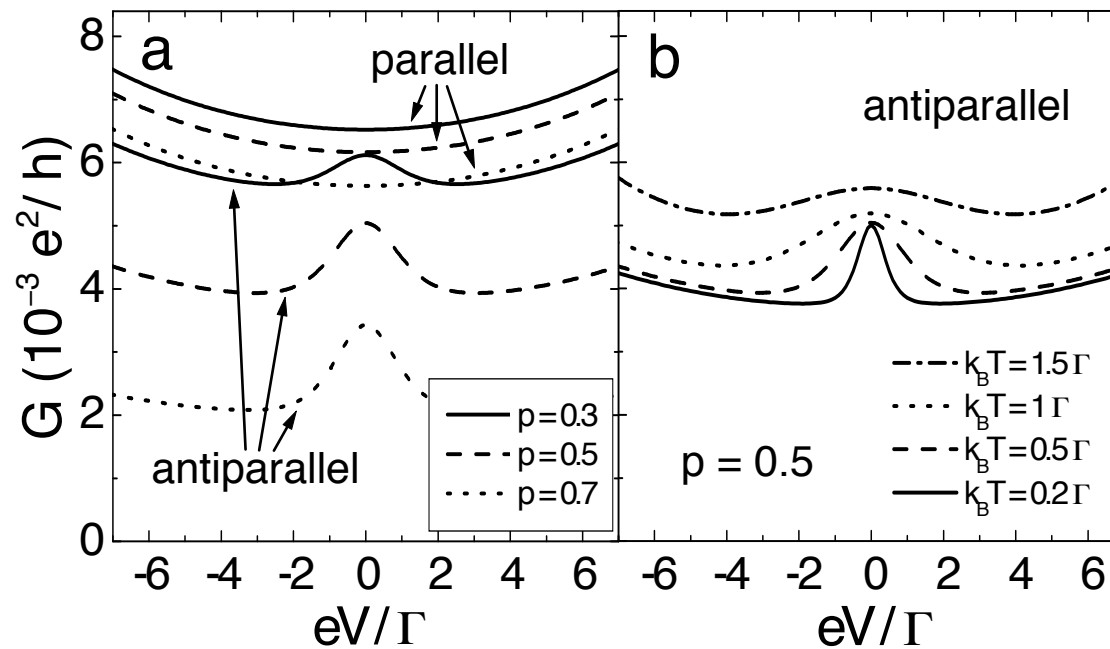 a
parallel
antiparallel
p=0.3
p=0.5
p=0.7
G (10⁻³ e²/ h)
8
6
4
2
0
-6 -4 -2 0 2 4 6
eV/Γ
b
antiparallel
p = 0.5
k_BT=1.5Γ
k_BT=1Γ
k_BT=0.5Γ
k_BT=0.2Γ
-6 -4 -2 0 2 4 6
eV/Γ